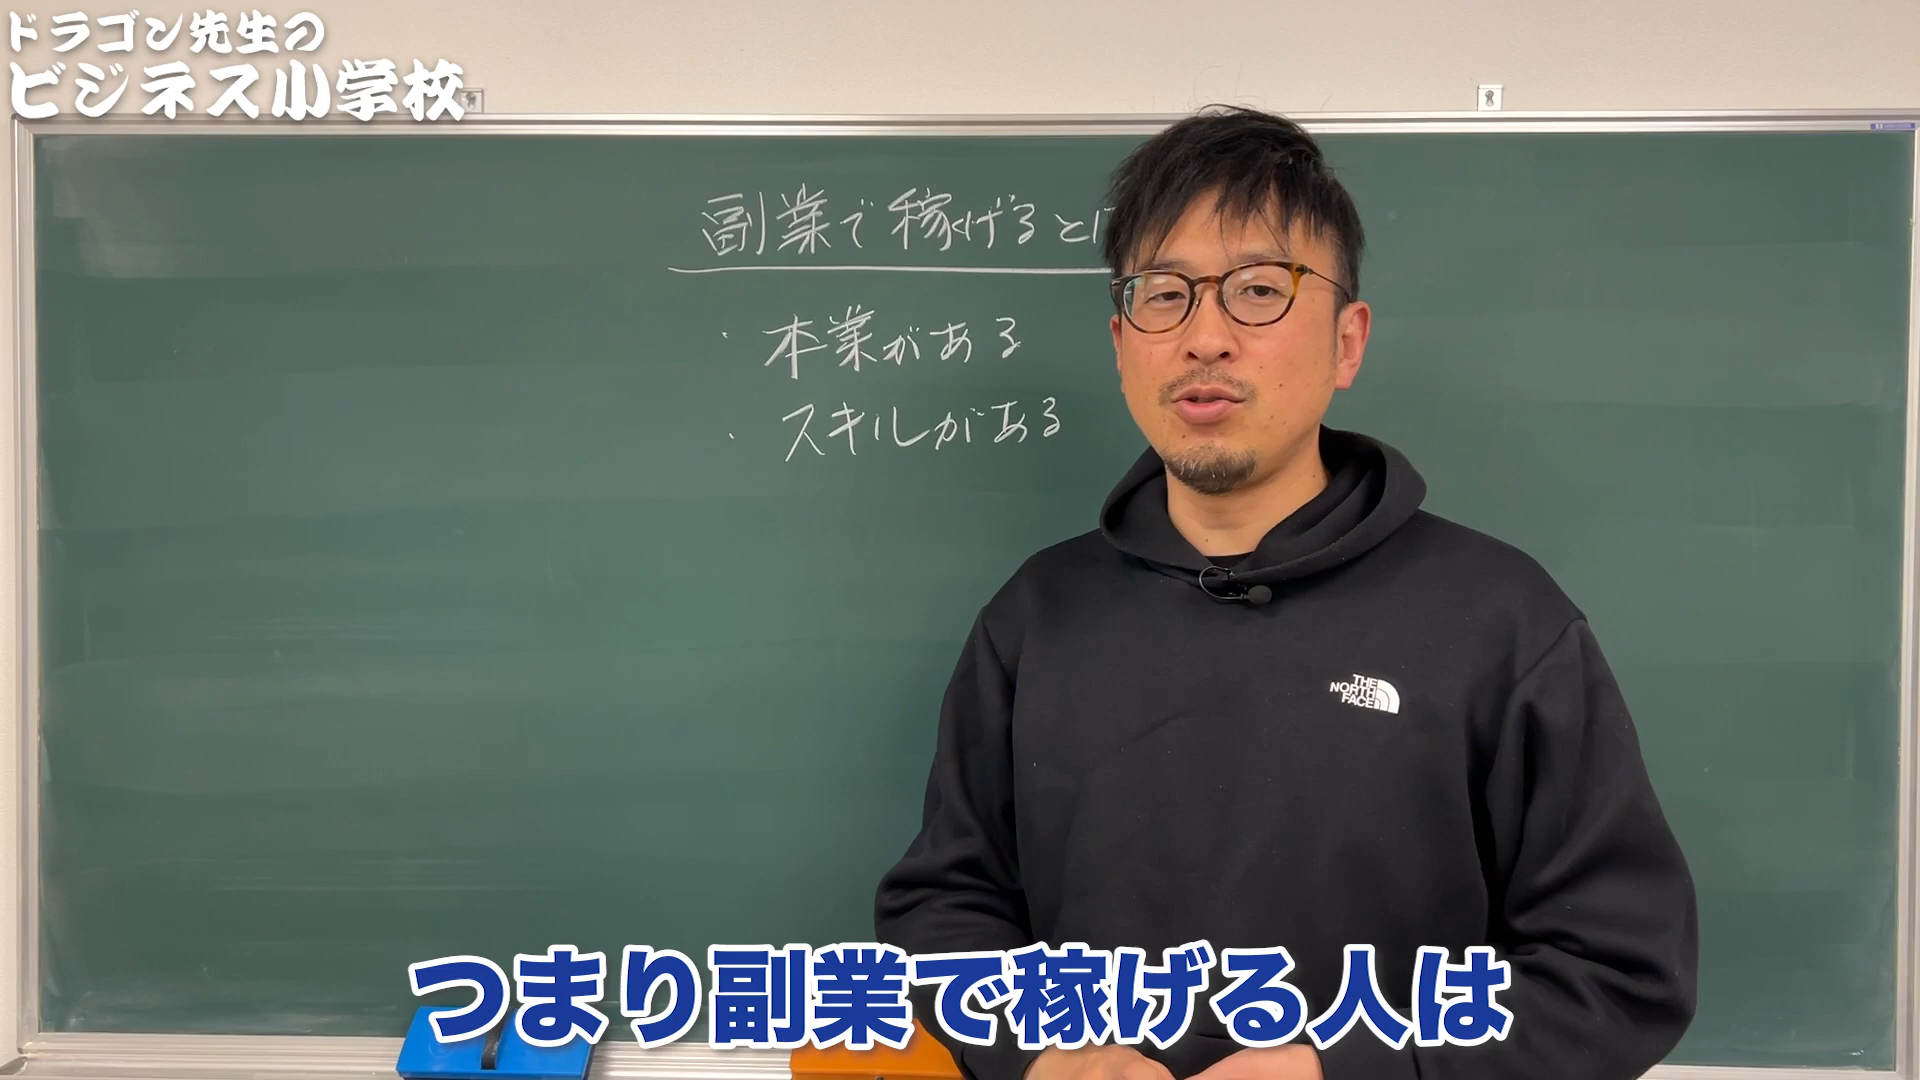 ドラゴン先生の
ビジネス小学校
副業で稼げるとは
・本業がある
・スキルがある
THE
NORTH
FACE
つまり副業で稼げる人は